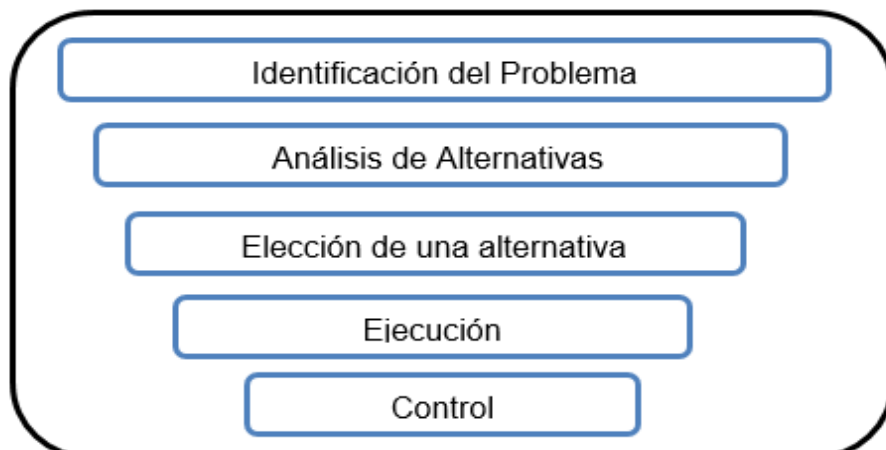 Identificación del Problema
Análisis de Alternativas
Elección de una alternativa
Ejecución
Control